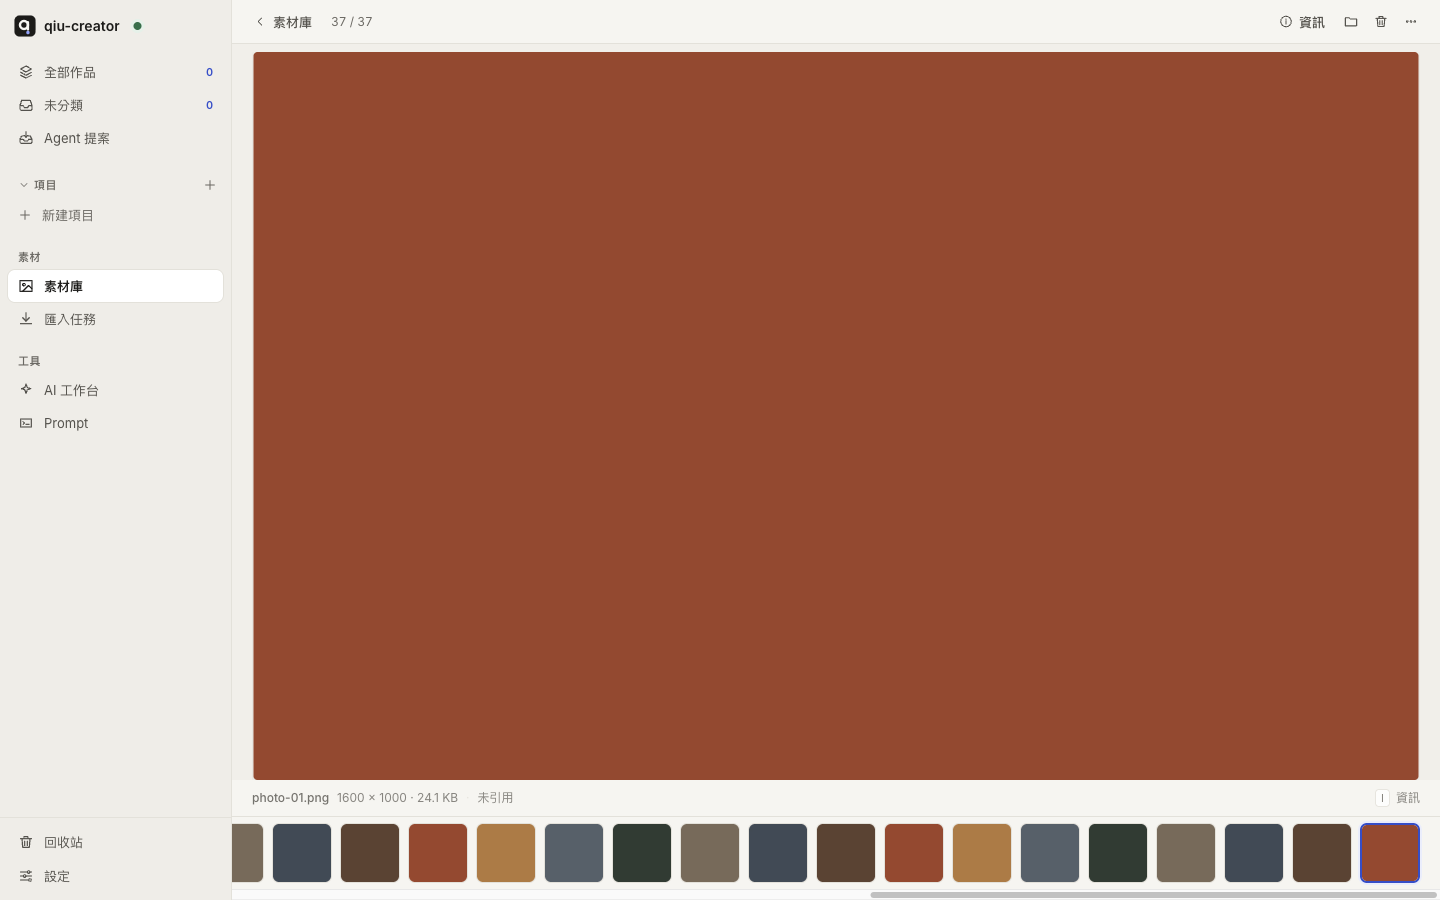 qiu-creator
全部作品 0
未分類 0
Agent 提案
項目
新建項目
素材
素材庫
匯入任務
工具
AI 工作台
Prompt
回收站
設定
素材庫 37 / 37
資訊
photo-01.png 1600 × 1000 · 24.1 KB · 未引用
I 資訊